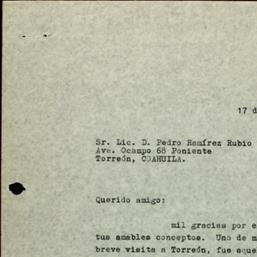 17 d
Sr. Lic. D. Pedro Ramírez Rubio
Ave. Ocampo 68 Poniente
Torreón, COAHUILA.
Querido amigo:
mil gracias por e
tus amables conceptos. Uno de m
breve visita a Torreón, fue aque